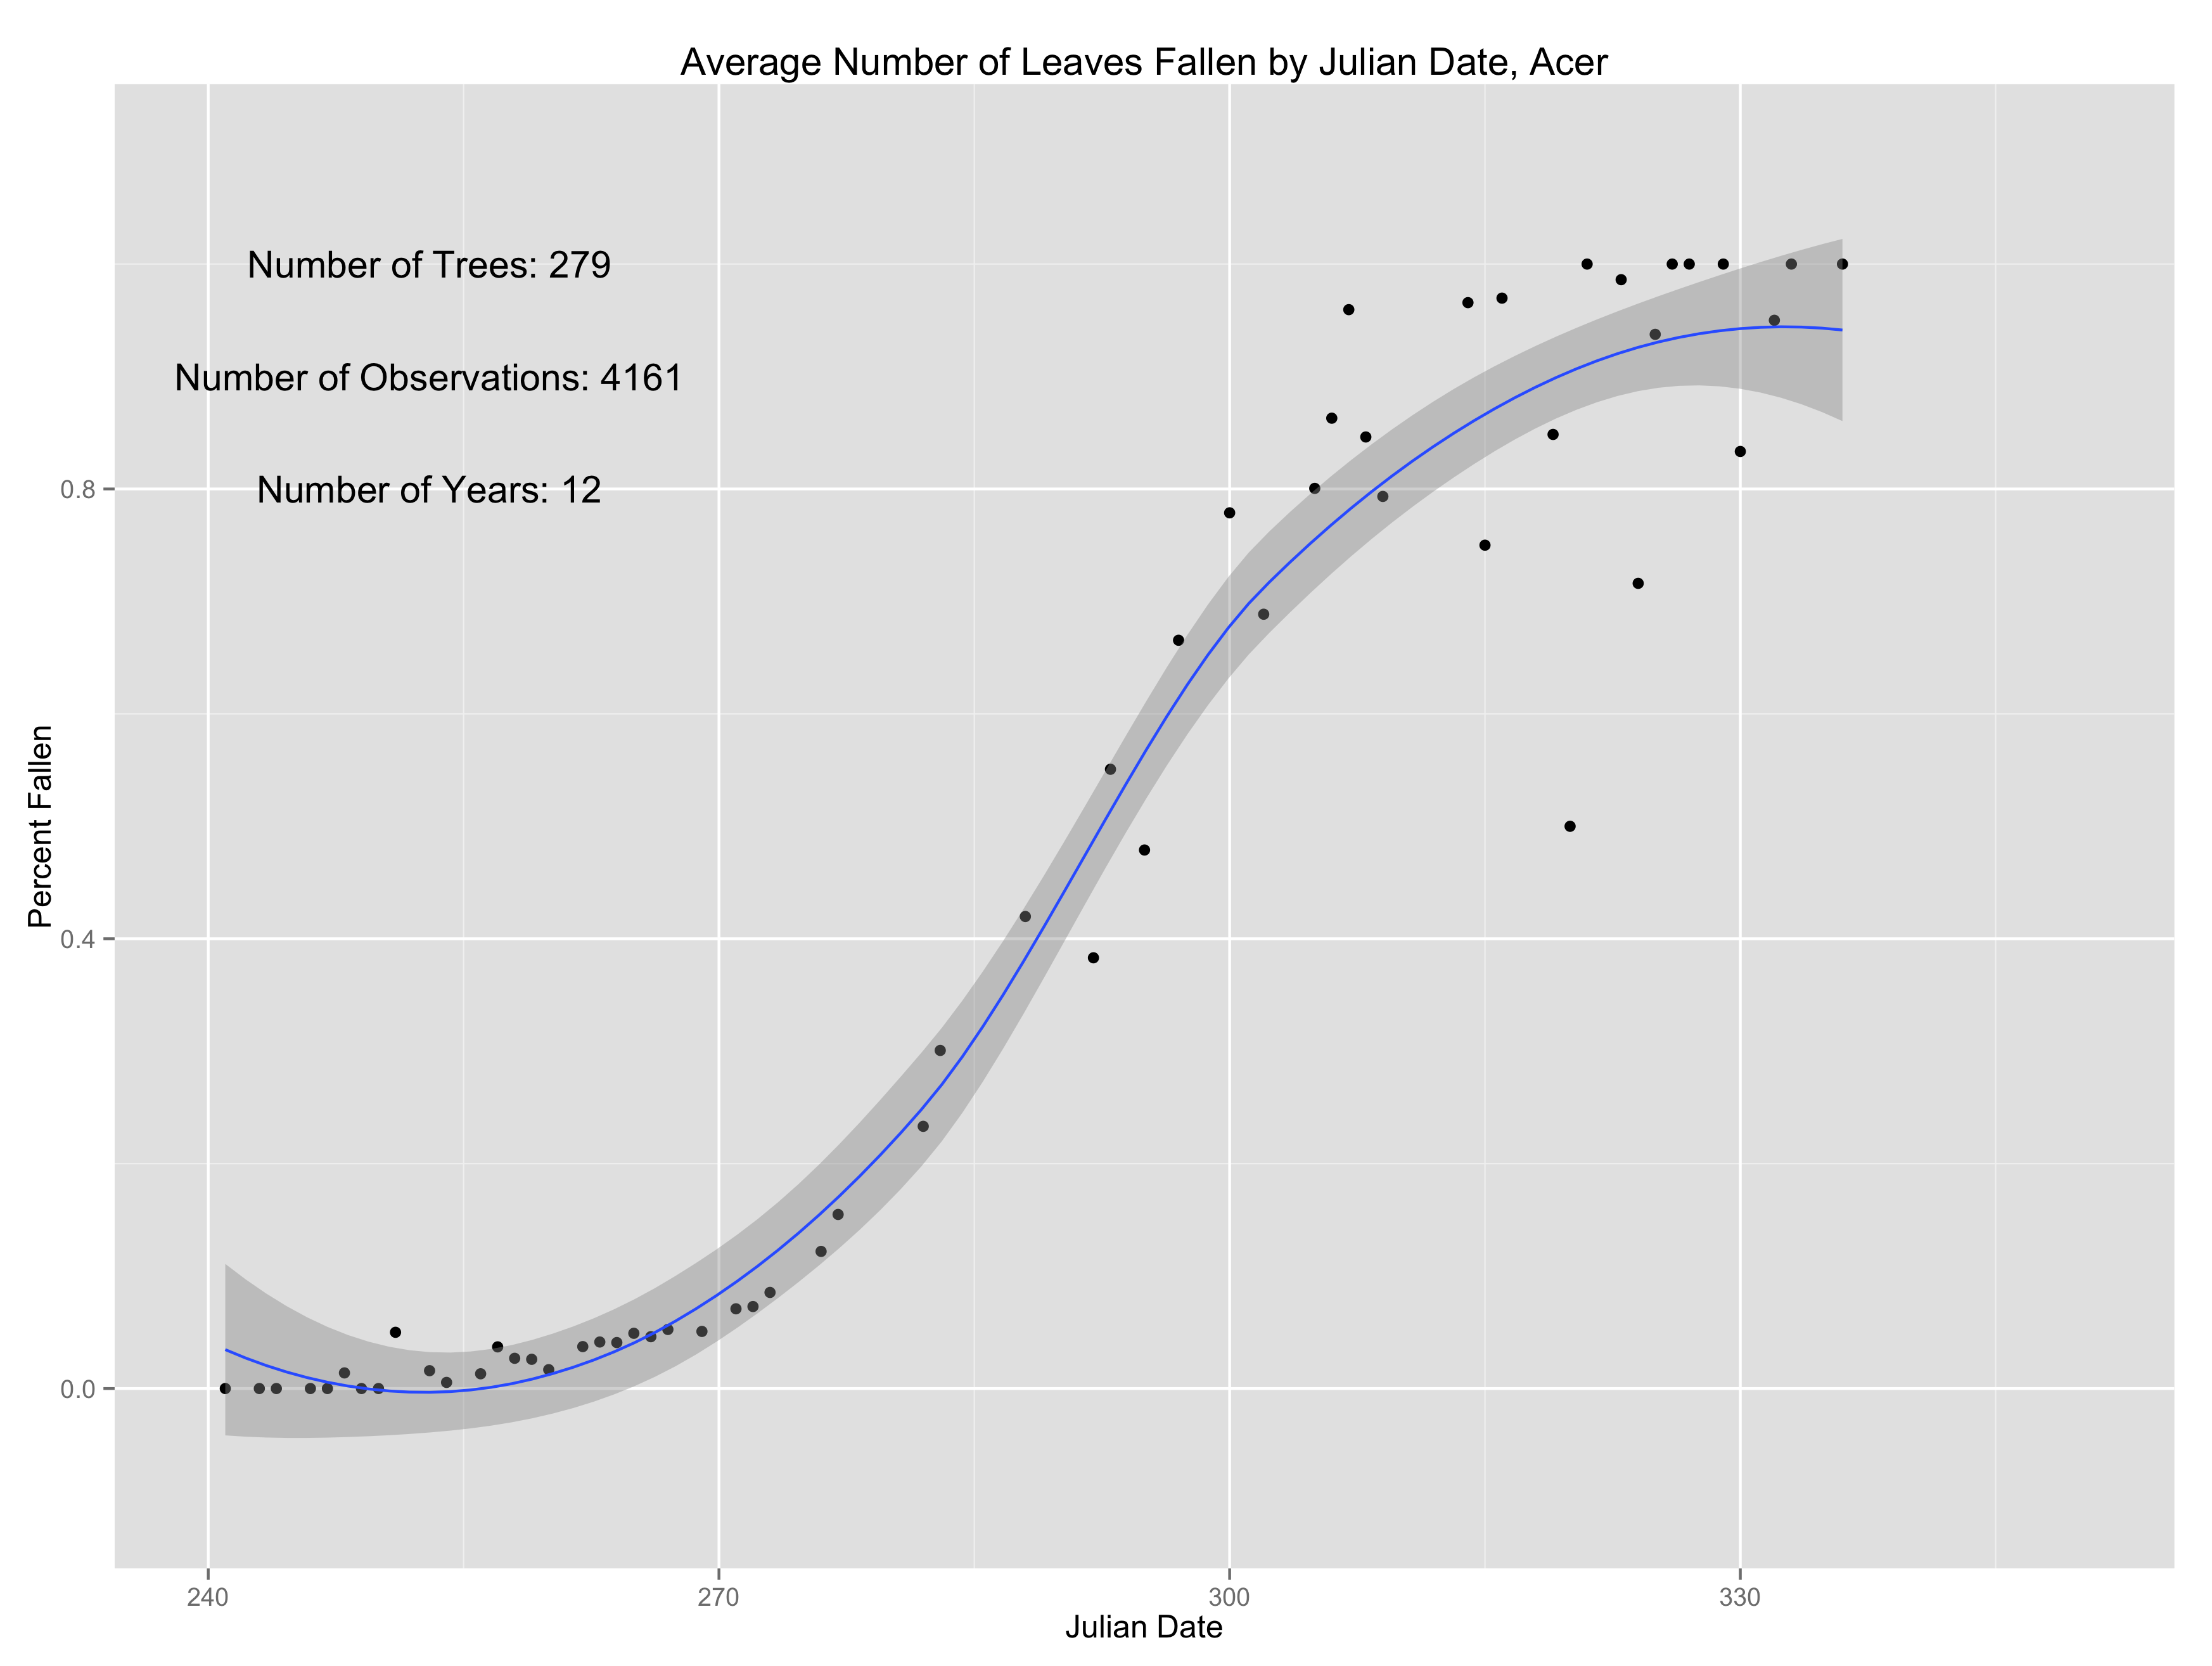 Average Number of Leaves Fallen by Julian Date, Acer
Number of Trees: 279
Number of Observations: 4161
Number of Years: 12
Percent Fallen
0.8
0.4
0.0
240 270 300 330
Julian Date